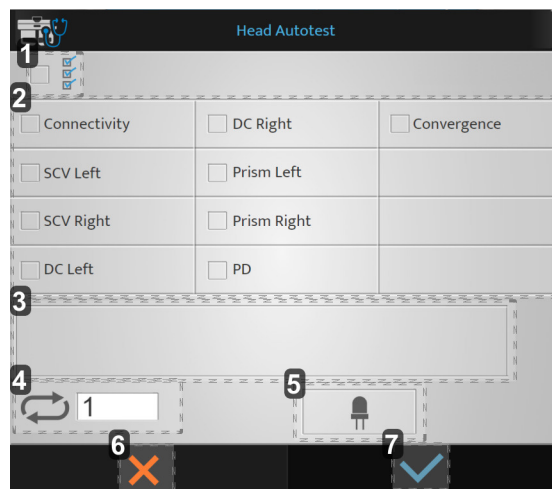 Head Autotest
1
2
Connectivity DC Right Convergence
SCV Left Prism Left
SCV Right Prism Right
DC Left PD
3
4 5
1
6 7